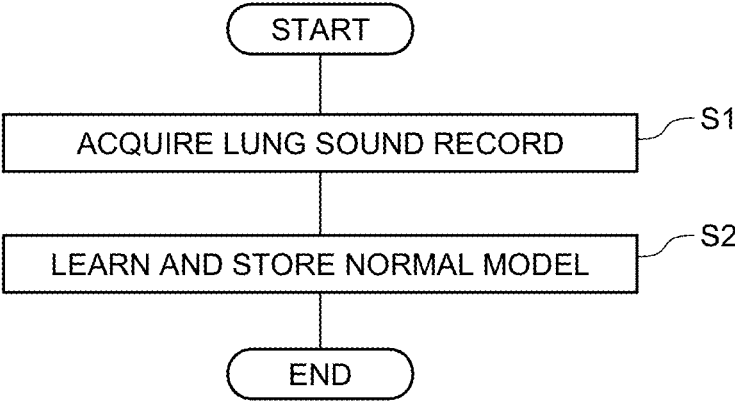 START
ACQUIRE LUNG SOUND RECORD
S1
LEARN AND STORE NORMAL MODEL
S2
END